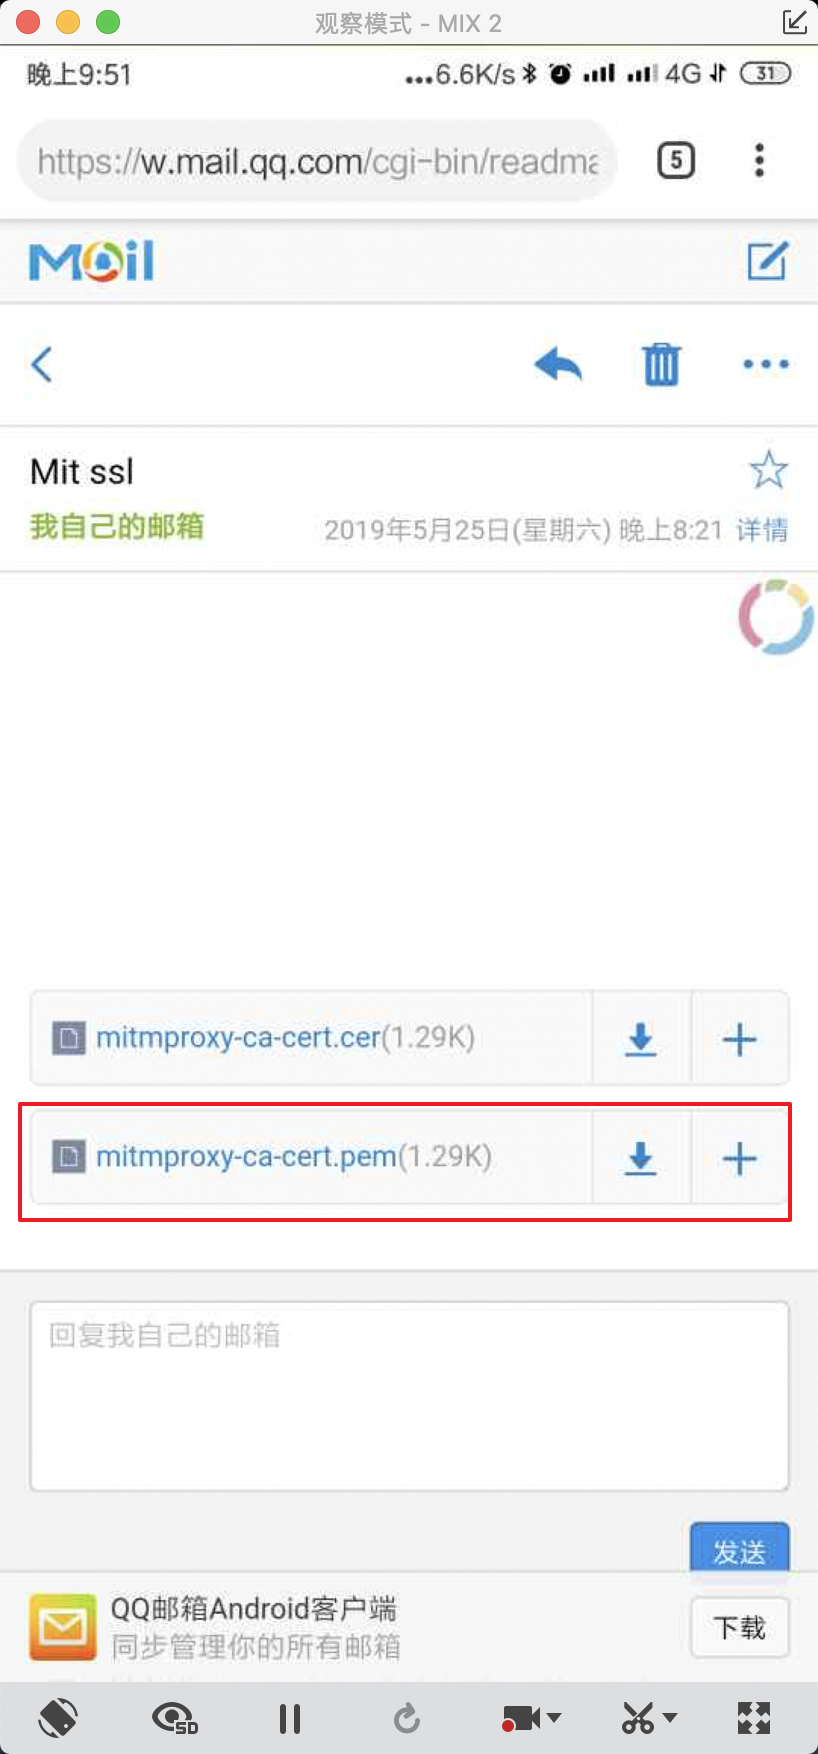 观察模式 - MIX 2
晚上9:51
...6.6K/s 4G 31
https://w.mail.qq.com/cgi-bin/readma
5
Mail
Mit ssl
我自己的邮箱 2019年5月25日(星期六) 晚上8:21 详情
mitmproxy-ca-cert.cer(1.29K)
mitmproxy-ca-cert.pem(1.29K)
回复我自己的邮箱
发送
QQ邮箱Android客户端
同步管理你的所有邮箱
下载
SD